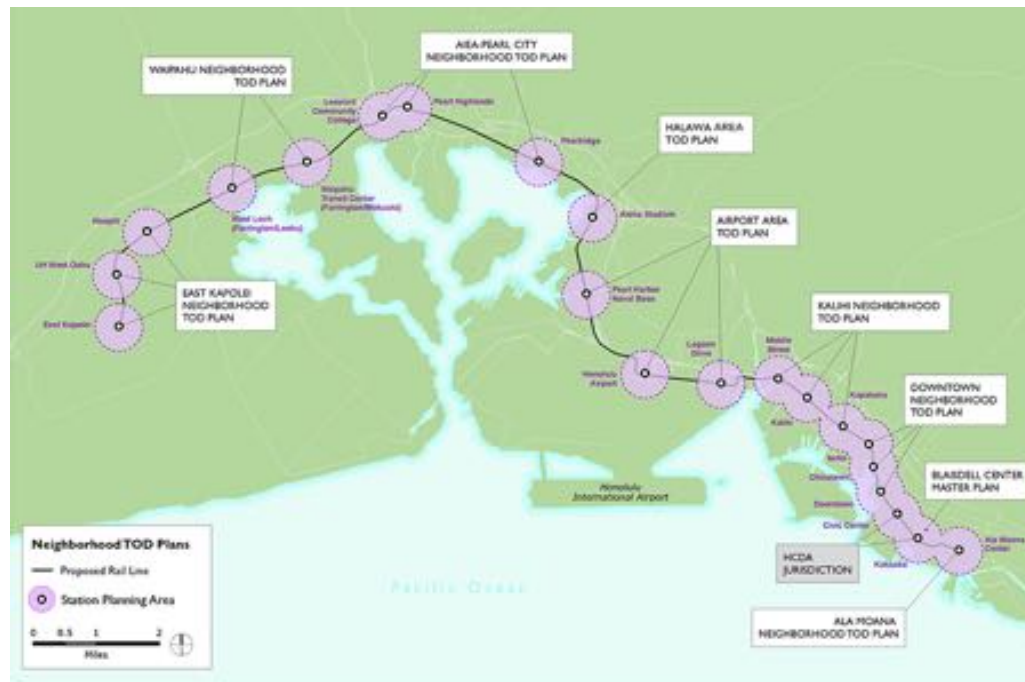 AIEA-PEARL CITY
NEIGHBORHOOD TOD PLAN
WAIPAHU NEIGHBORHOOD
TOD PLAN
Leeward
Community
College
Pearl Highlands
HALAWA AREA
TOD PLAN
Pearlridge
Waipahu
Transit Center
(Farrington/Mokuola)
West Loch
(Farrington/Leoku)
Aloha Stadium
AIRPORT AREA
TOD PLAN
Hoopili
UH West Oahu
EAST KAPOLEI
NEIGHBORHOOD
TOD PLAN
East Kapolei
Pearl Harbor
Naval Base
KALIHI NEIGHBORHOOD
TOD PLAN
Lagoon
Drive
Middle
Street
Honolulu
Airport
Kapalama
DOWNTOWN
NEIGHBORHOOD
TOD PLAN
Kalihi
Iwilei
Chinatown
BLAISDELL CENTER
MASTER PLAN
Honolulu
International Airport
Downtown
Civic Center
Ala Moana
Center
HCDA
JURISDICTION
Kakaako
Neighborhood TOD Plans
Proposed Rail Line
Station Planning Area
0 0.5 1 2
Miles
Pacific Ocean
ALA MOANA
NEIGHBORHOOD TOD PLAN